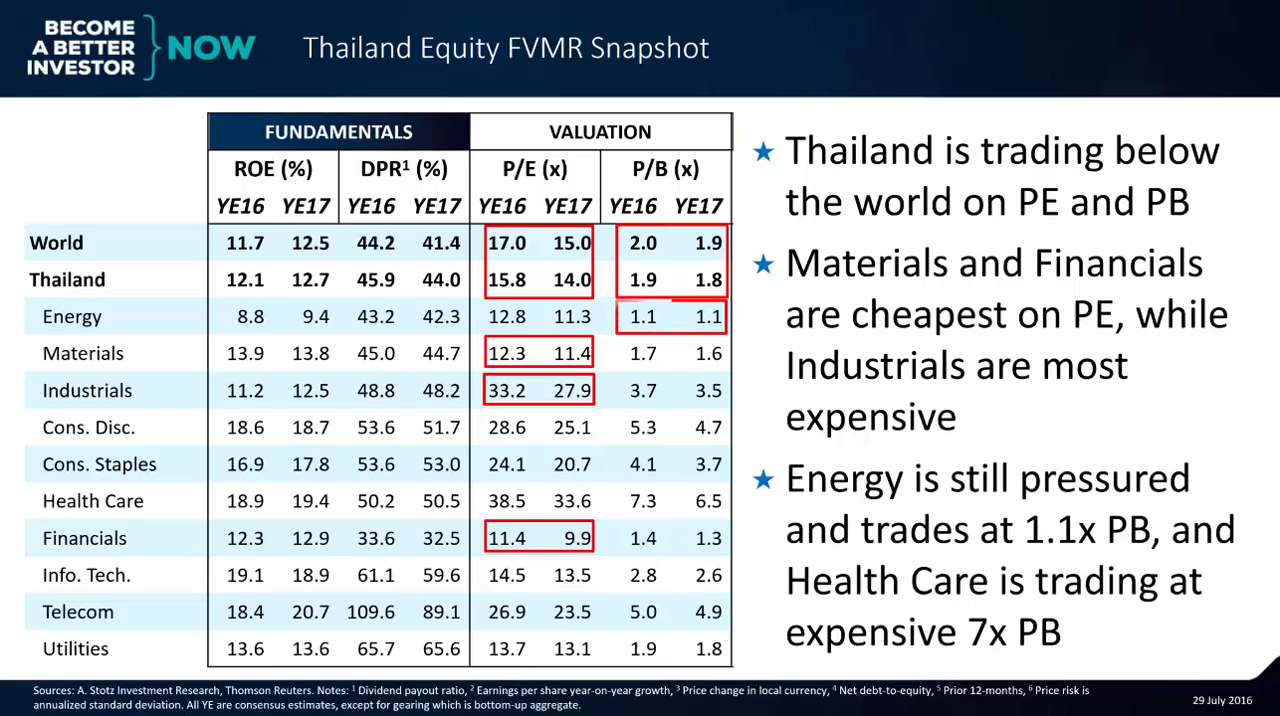 BECOME
A BETTER
INVESTOR
NOW
Thailand Equity FVMR Snapshot
FUNDAMENTALS VALUATION
ROE (%) DPR¹ (%) P/E (x) P/B (x)
YE16 YE17 YE16 YE17 YE16 YE17 YE16 YE17
World 11.7 12.5 44.2 41.4 17.0 15.0 2.0 1.9
Thailand 12.1 12.7 45.9 44.0 15.8 14.0 1.9 1.8
Energy 8.8 9.4 43.2 42.3 12.8 11.3 1.1 1.1
Materials 13.9 13.8 45.0 44.7 12.3 11.4 1.7 1.6
Industrials 11.2 12.5 48.8 48.2 33.2 27.9 3.7 3.5
Cons. Disc. 18.6 18.7 53.6 51.7 28.6 25.1 5.3 4.7
Cons. Staples 16.9 17.8 53.6 53.0 24.1 20.7 4.1 3.7
Health Care 18.9 19.4 50.2 50.5 38.5 33.6 7.3 6.5
Financials 12.3 12.9 33.6 32.5 11.4 9.9 1.4 1.3
Info. Tech. 19.1 18.9 61.1 59.6 14.5 13.5 2.8 2.6
Telecom 18.4 20.7 109.6 89.1 26.9 23.5 5.0 4.9
Utilities 13.6 13.6 65.7 65.6 13.7 13.1 1.9 1.8
Thailand is trading below
the world on PE and PB
Materials and Financials
are cheapest on PE, while
Industrials are most
expensive
Energy is still pressured
and trades at 1.1x PB, and
Health Care is trading at
expensive 7x PB
Sources: A. Stotz Investment Research, Thomson Reuters. Notes: ¹ Dividend payout ratio, ² Earnings per share year-on-year growth, ³ Price change in local currency, ⁴ Net debt-to-equity, ⁵ Prior 12-months, ⁶ Price risk is
annualized standard deviation. All YE are consensus estimates, except for gearing which is bottom-up aggregate.
29 July 2016